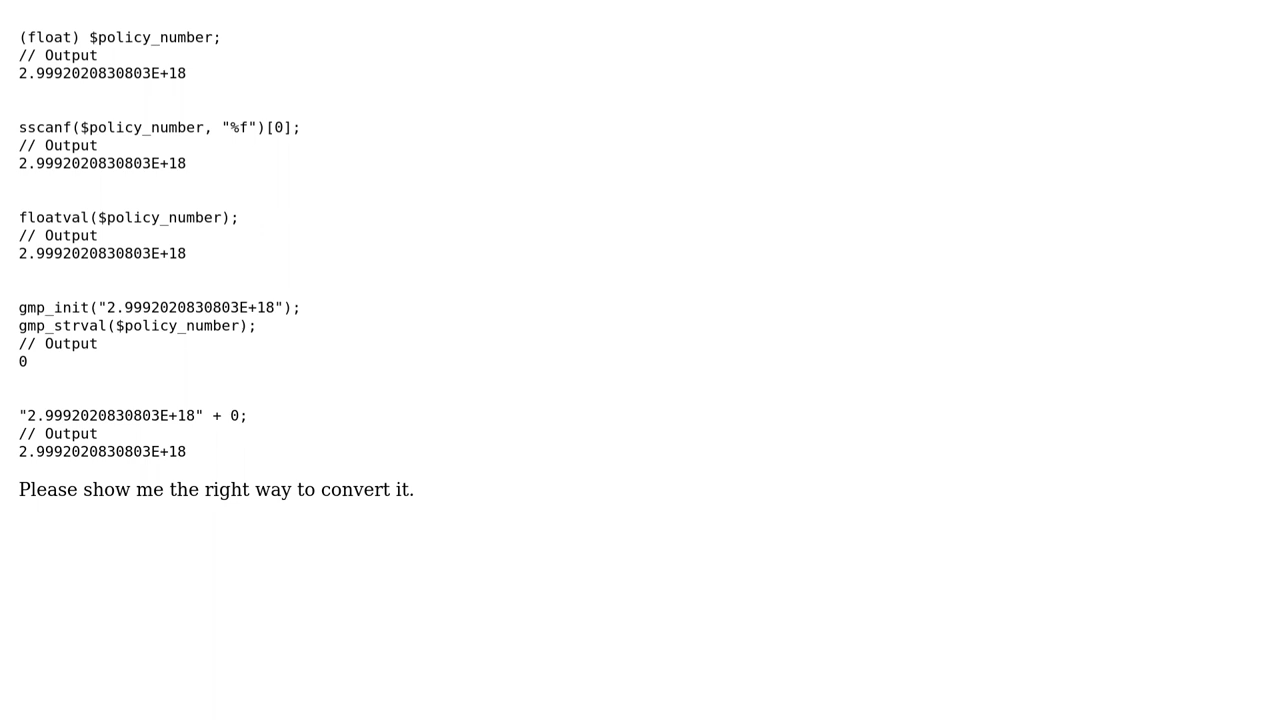 (float) $policy_number;
// Output
2.9992020830803E+18
sscanf($policy_number, "%f")[0];
// Output
2.9992020830803E+18
floatval($policy_number);
// Output
2.9992020830803E+18
gmp_init("2.9992020830803E+18");
gmp_strval($policy_number);
// Output
0
"2.9992020830803E+18" + 0;
// Output
2.9992020830803E+18
Please show me the right way to convert it.